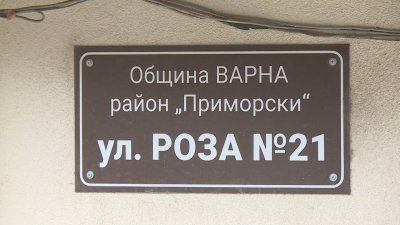 Община ВАРНА
район „Приморски“
ул. РОЗА №21